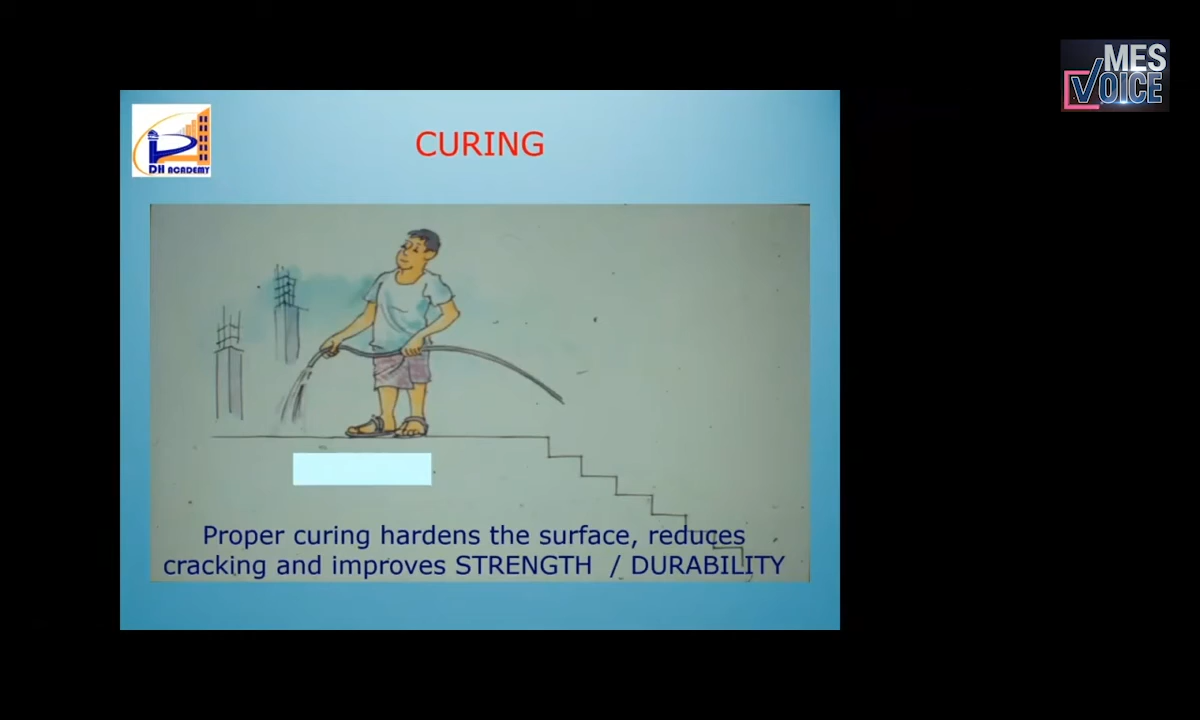 MES
VOICE
DH ACADEMY
CURING
Proper curing hardens the surface, reduces
cracking and improves STRENGTH / DURABILITY